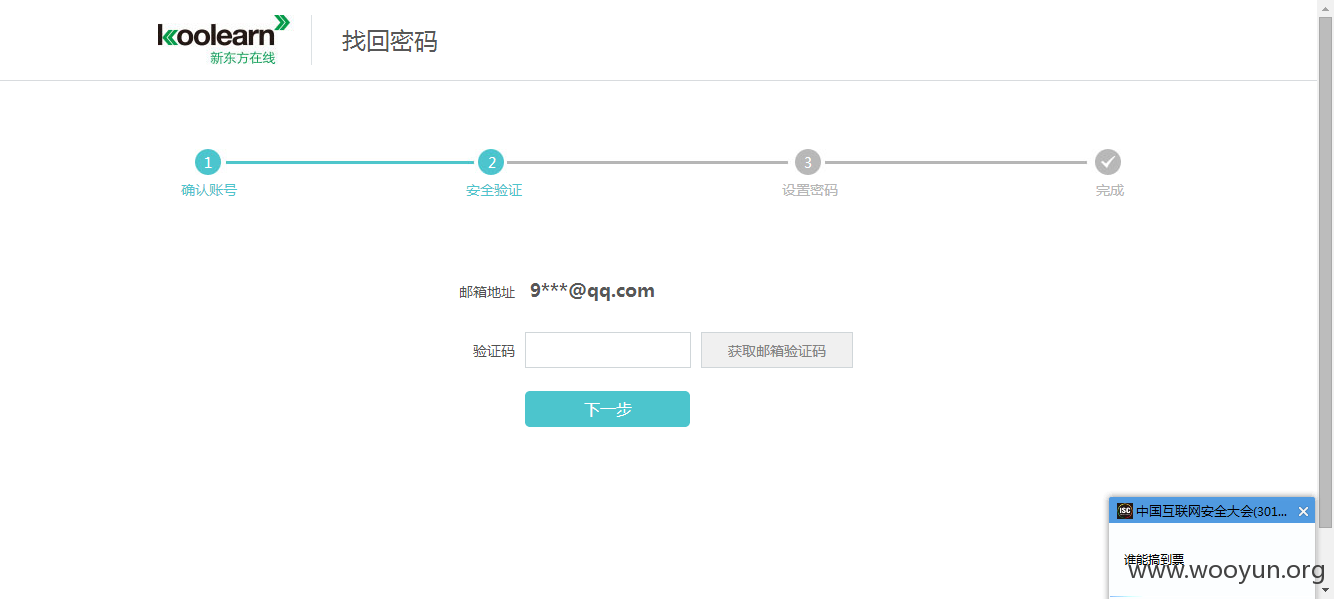 koolearn
新东方在线
找回密码
1
2
3
确认账号
安全验证
设置密码
完成
邮箱地址 9***@qq.com
验证码 获取邮箱验证码
下一步
ISC 中国互联网安全大会(301...
谁能搞到票
www.wooyun.org